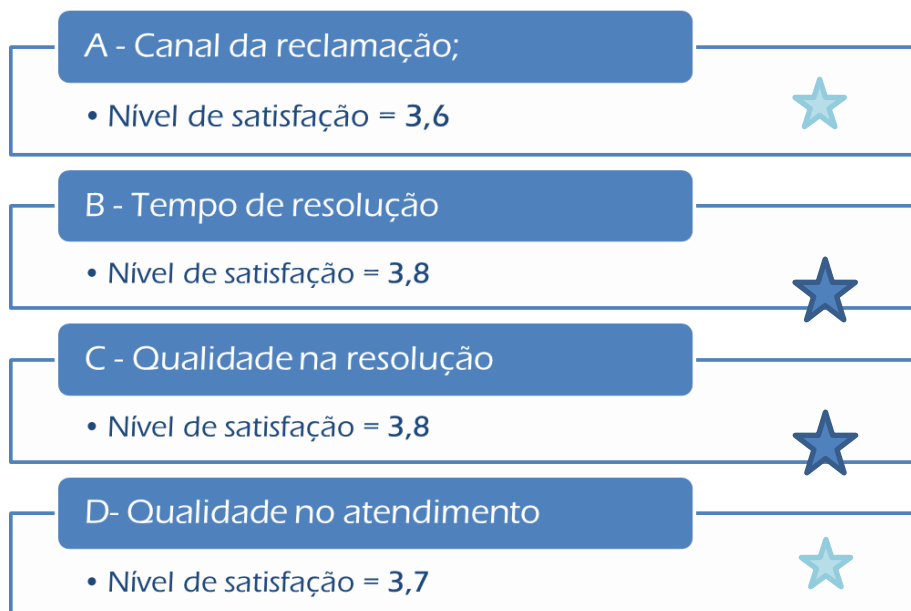 A - Canal da reclamação;
• Nível de satisfação = 3,6
B - Tempo de resolução
• Nível de satisfação = 3,8
C - Qualidade na resolução
• Nível de satisfação = 3,8
D- Qualidade no atendimento
• Nível de satisfação = 3,7